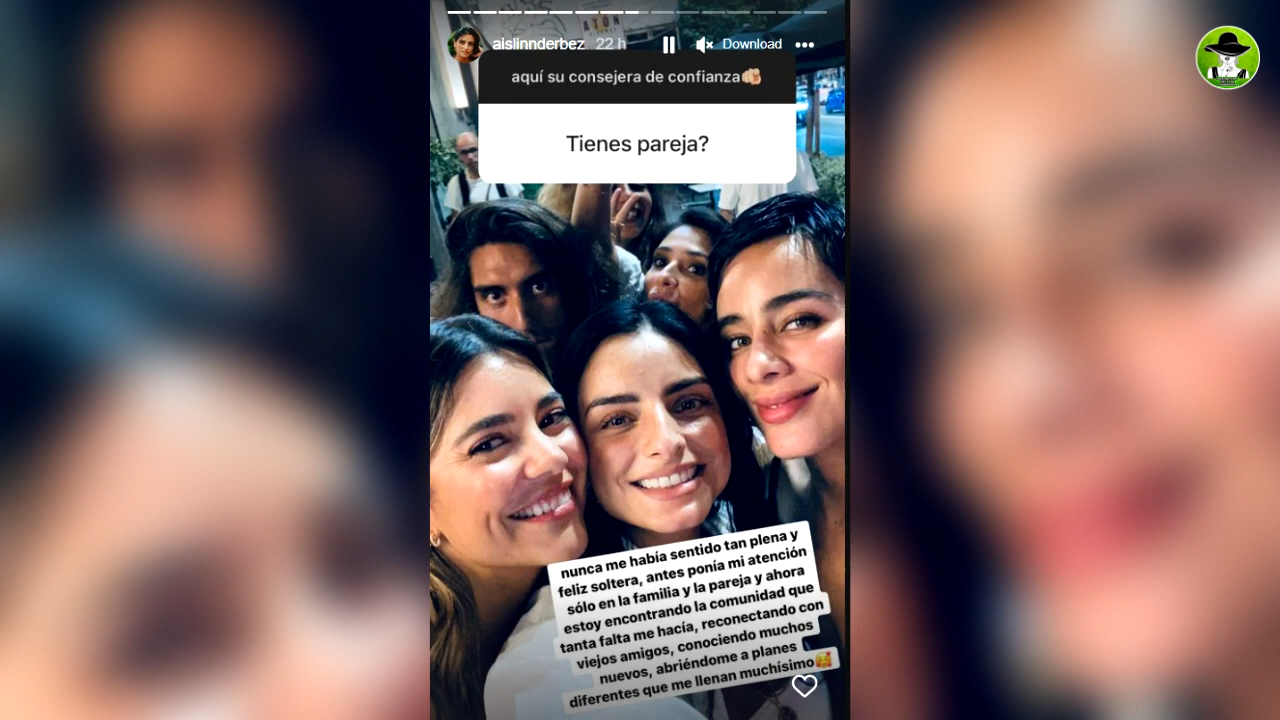 aislinnderbez 22 h
Download
aquí su consejera de confianza🫵🏼
Tienes pareja?
nunca me había sentido tan plena y
feliz soltera, antes ponía mi atención
sólo en la familia y la pareja y ahora
estoy encontrando la comunidad que
tanta falta me hacía, reconectando con
viejos amigos, conociendo muchos
nuevos, abriéndome a planes
diferentes que me llenan muchísimo🥰